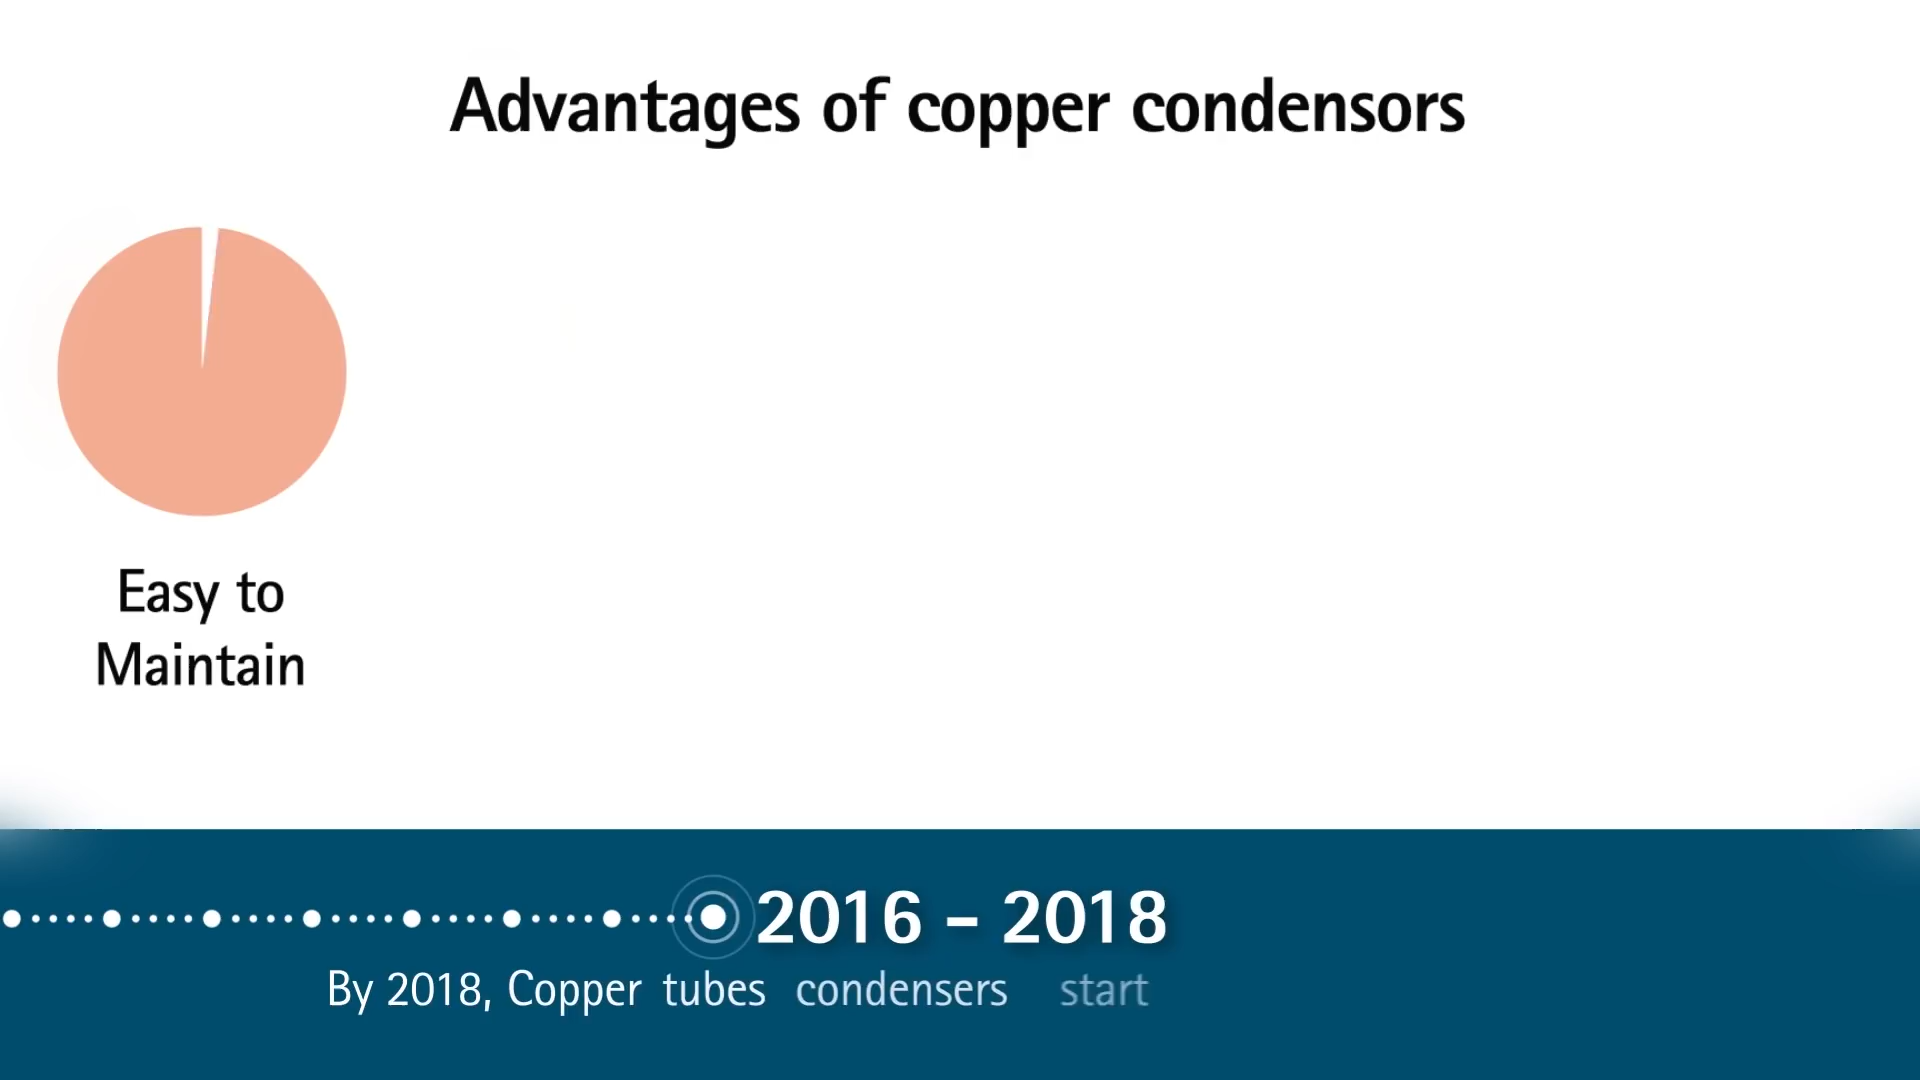 Advantages of copper condensors
Easy to
Maintain
2016 – 2018
By 2018, Copper tubes condensers start